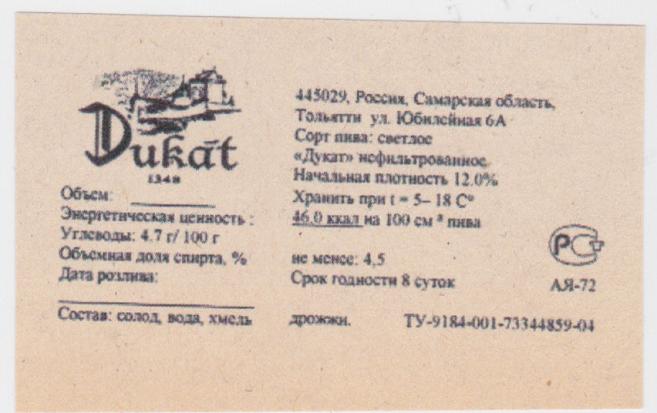 Dukát
1348
445029, Россия, Самарская область,
Тольятти ул. Юбилейная 6А
Сорт пива: светлое
«Дукат» нефильтрованное
Начальная плотность 12.0%
Объем: ________ Хранить при t = 5– 18 С°
Энергетическая ценность : 46.0 ккал на 100 см ³ пива
Углеводы: 4.7 г/ 100 г
Объемная доля спирта, % не менее: 4,5
Дата розлива: Срок годности 8 суток
РСТ
АЯ-72
Состав: солод, вода, хмель дрожжи. ТУ-9184-001-73344859-04